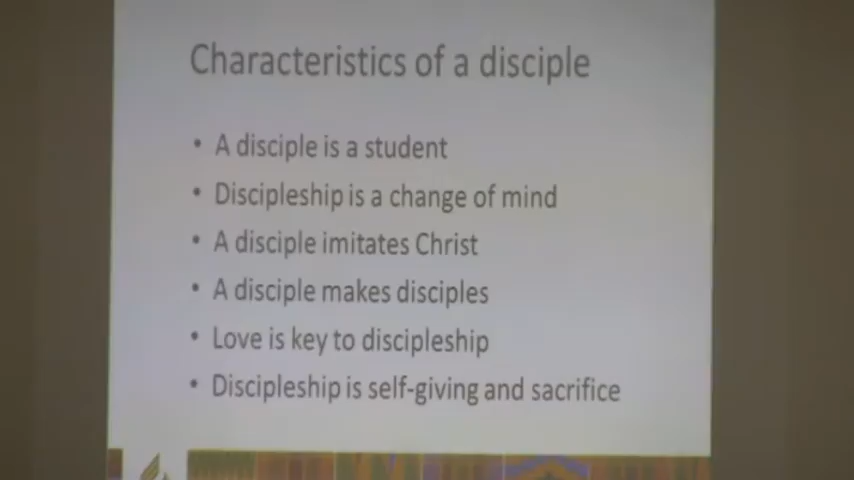 Characteristics of a disciple
• A disciple is a student
• Discipleship is a change of mind
• A disciple imitates Christ
• A disciple makes disciples
• Love is key to discipleship
• Discipleship is self-giving and sacrifice